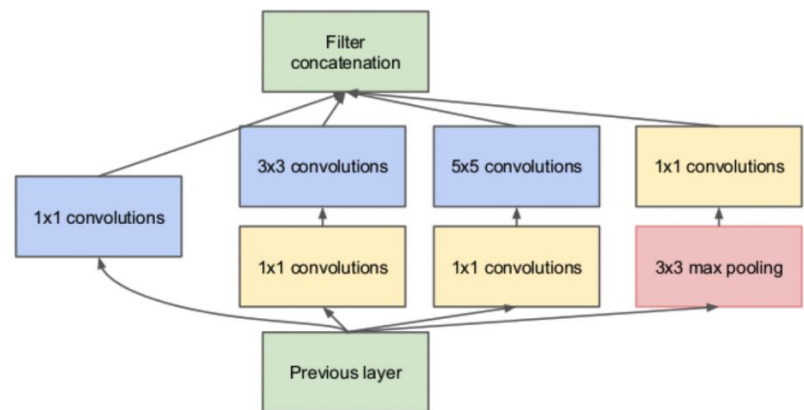 Filter
concatenation
3x3 convolutions
5x5 convolutions
1x1 convolutions
1x1 convolutions
1x1 convolutions
1x1 convolutions
3x3 max pooling
Previous layer